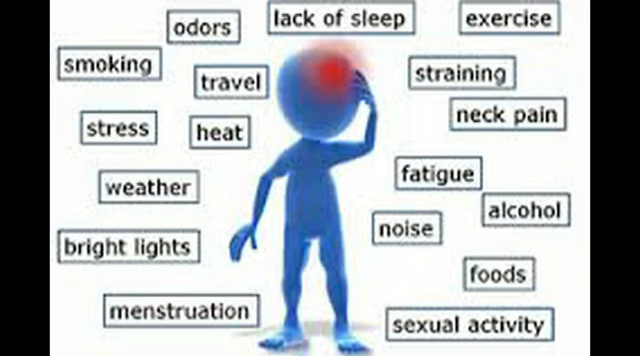 lack of sleep
exercise
odors
smoking
travel
straining
neck pain
stress
heat
fatigue
weather
alcohol
noise
bright lights
foods
menstruation
sexual activity